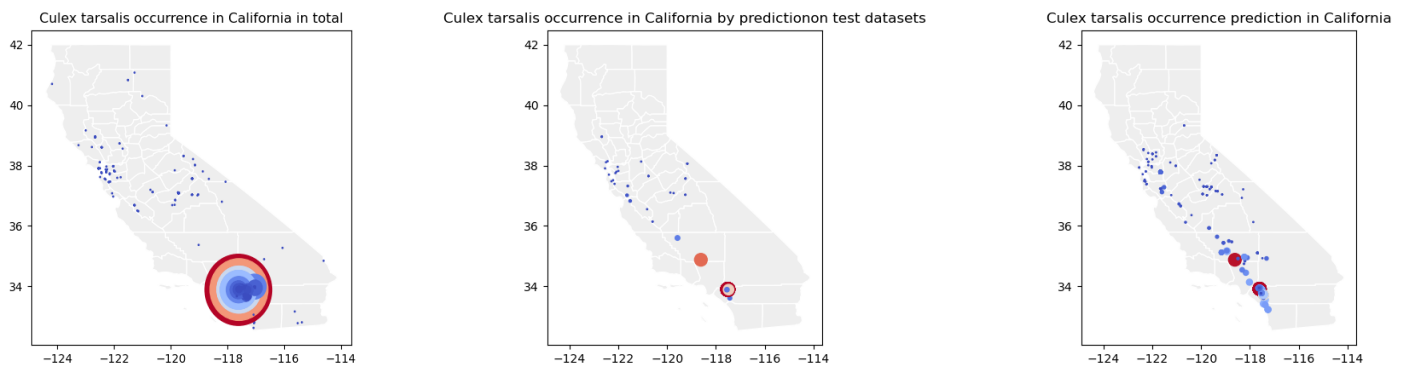 Culex tarsalis occurrence in California in total
42
40
38
36
34
−124 −122 −120 −118 −116 −114
Culex tarsalis occurrence in California by predictionon test datasets
42
40
38
36
34
−124 −122 −120 −118 −116 −114
Culex tarsalis occurrence prediction in California
42
40
38
36
34
−124 −122 −120 −118 −116 −114